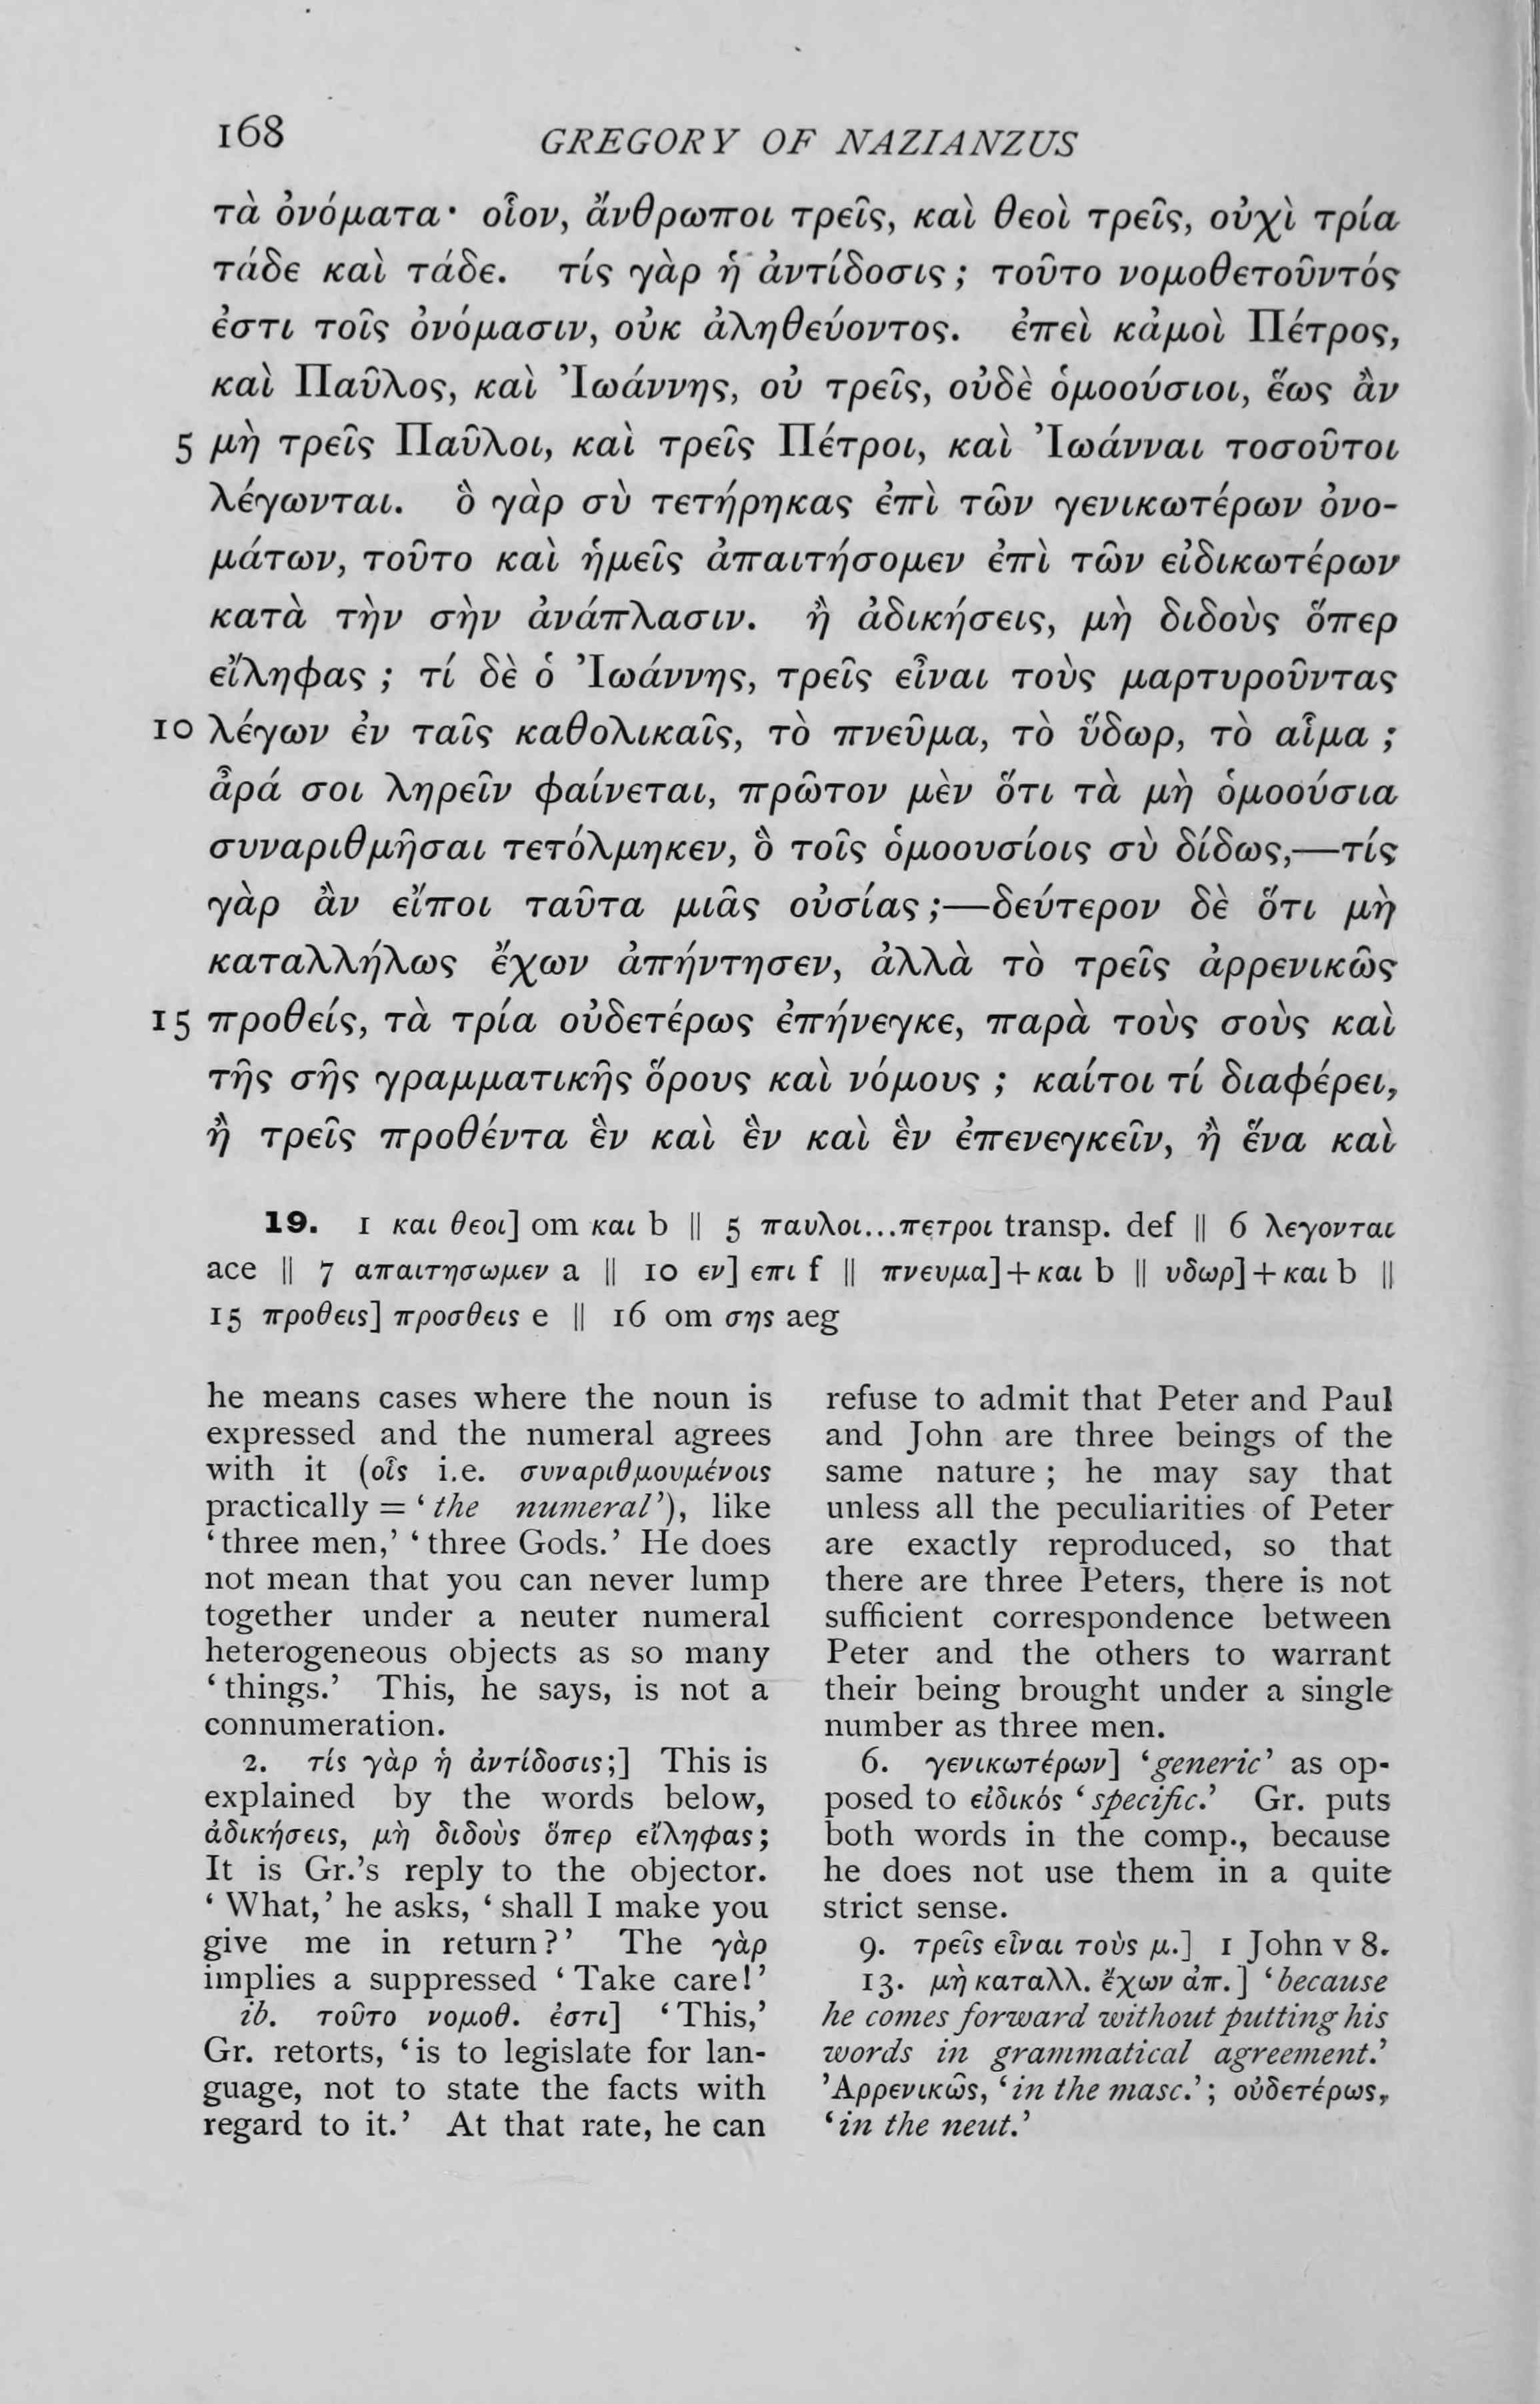 168 GREGORY OF NAZIANZUS
τὰ ὀνόματα· οἷον, ἄνθρωποι τρεῖς, καὶ θεοὶ τρεῖς, οὐχὶ τρία
τάδε καὶ τάδε. τίς γὰρ ἡ ἀντίδοσις; τοῦτο νομοθετοῦντός
ἐστι τοῖς ὀνόμασιν, οὐκ ἀληθεύοντος. ἐπεὶ κἀμοὶ Πέτρος,
καὶ Παῦλος, καὶ Ἰωάννης, οὐ τρεῖς, οὐδὲ ὁμοούσιοι, ἕως ἂν
5 μὴ τρεῖς Παῦλοι, καὶ τρεῖς Πέτροι, καὶ Ἰωάνναι τοσοῦτοι
λέγωνται. ὃ γὰρ σὺ τετήρηκας ἐπὶ τῶν γενικωτέρων ὀνο-
μάτων, τοῦτο καὶ ἡμεῖς ἀπαιτήσομεν ἐπὶ τῶν εἰδικωτέρων
κατὰ τὴν σὴν ἀνάπλασιν. ἢ ἀδικήσεις, μὴ διδοὺς ὅπερ
εἴληφας; τί δὲ ὁ Ἰωάννης, τρεῖς εἶναι τοὺς μαρτυροῦντας
10 λέγων ἐν ταῖς καθολικαῖς, τὸ πνεῦμα, τὸ ὕδωρ, τὸ αἷμα;
ἆρά σοι ληρεῖν φαίνεται, πρῶτον μὲν ὅτι τὰ μὴ ὁμοούσια
συναριθμῆσαι τετόλμηκεν, ὃ τοῖς ὁμοουσίοις σὺ δίδως,—τίς
γὰρ ἂν εἴποι ταῦτα μιᾶς οὐσίας;—δεύτερον δὲ ὅτι μὴ
καταλλήλως ἔχων ἀπήντησεν, ἀλλὰ τὸ τρεῖς ἀρρενικῶς
15 προθείς, τὰ τρία οὐδετέρως ἐπήνεγκε, παρὰ τοὺς σοὺς καὶ
τῆς σῆς γραμματικῆς ὅρους καὶ νόμους; καίτοι τί διαφέρει,
ἢ τρεῖς προθέντα ἓν καὶ ἓν καὶ ἓν ἐπενεγκεῖν, ἢ ἕνα καὶ
19. 1 και θεοι] om και b || 5 παυλοι...πετροι transp. def || 6 λεγονται
ace || 7 απαιτησωμεν a || 10 εν] επι f || πνευμα]+και b || υδωρ]+και b ||
15 προθεις] προσθεις e || 16 om σης aeg
he means cases where the noun is
expressed and the numeral agrees
with it (οἷς i.e. συναριθμουμένοις
practically = ‘the numeral’), like
‘three men,’ ‘three Gods.’ He does
not mean that you can never lump
together under a neuter numeral
heterogeneous objects as so many
‘things.’ This, he says, is not a
connumeration.
2. τίς γὰρ ἡ ἀντίδοσις;] This is
explained by the words below,
ἀδικήσεις, μὴ διδοὺς ὅπερ εἴληφας;
It is Gr.’s reply to the objector.
‘What,’ he asks, ‘shall I make you
give me in return?’ The γὰρ
implies a suppressed ‘Take care!’
ib. τοῦτο νομοθ. ἐστι] ‘This,’
Gr. retorts, ‘is to legislate for lan-
guage, not to state the facts with
regard to it.’ At that rate, he can
refuse to admit that Peter and Paul
and John are three beings of the
same nature; he may say that
unless all the peculiarities of Peter
are exactly reproduced, so that
there are three Peters, there is not
sufficient correspondence between
Peter and the others to warrant
their being brought under a single
number as three men.
6. γενικωτέρων] ‘generic’ as op-
posed to εἰδικός ‘specific.’ Gr. puts
both words in the comp., because
he does not use them in a quite
strict sense.
9. τρεῖς εἶναι τοὺς μ.] 1 John v 8.
13. μὴ καταλλ. ἔχων ἀπ.] ‘because
he comes forward without putting his
words in grammatical agreement.’
Ἀρρενικῶς, ‘in the masc.’; οὐδετέρως,
‘in the neut.’